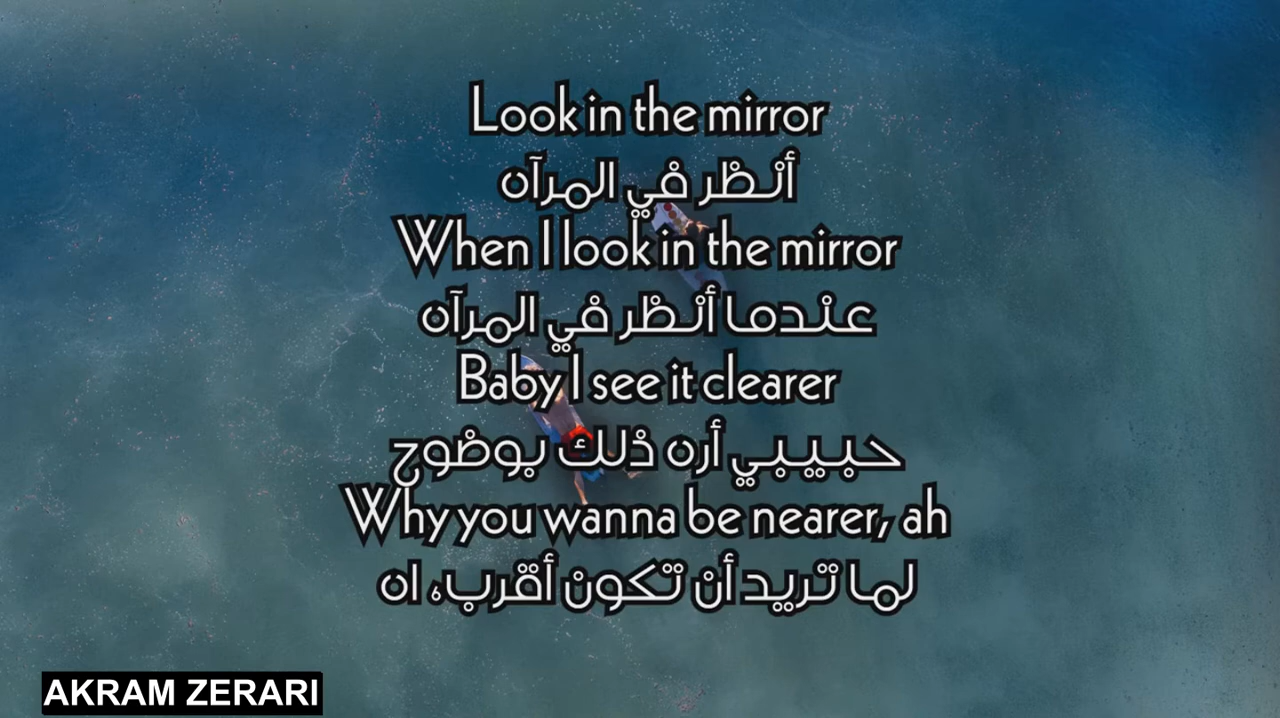 Look in the mirror
أنظر في المرآه
When I look in the mirror
عندما أنظر في المرآه
Baby I see it clearer
حبيبي أره ذلك بوضوح
Why you wanna be nearer, ah
لما تريد أن تكون أقرب، اه
AKRAM ZERARI